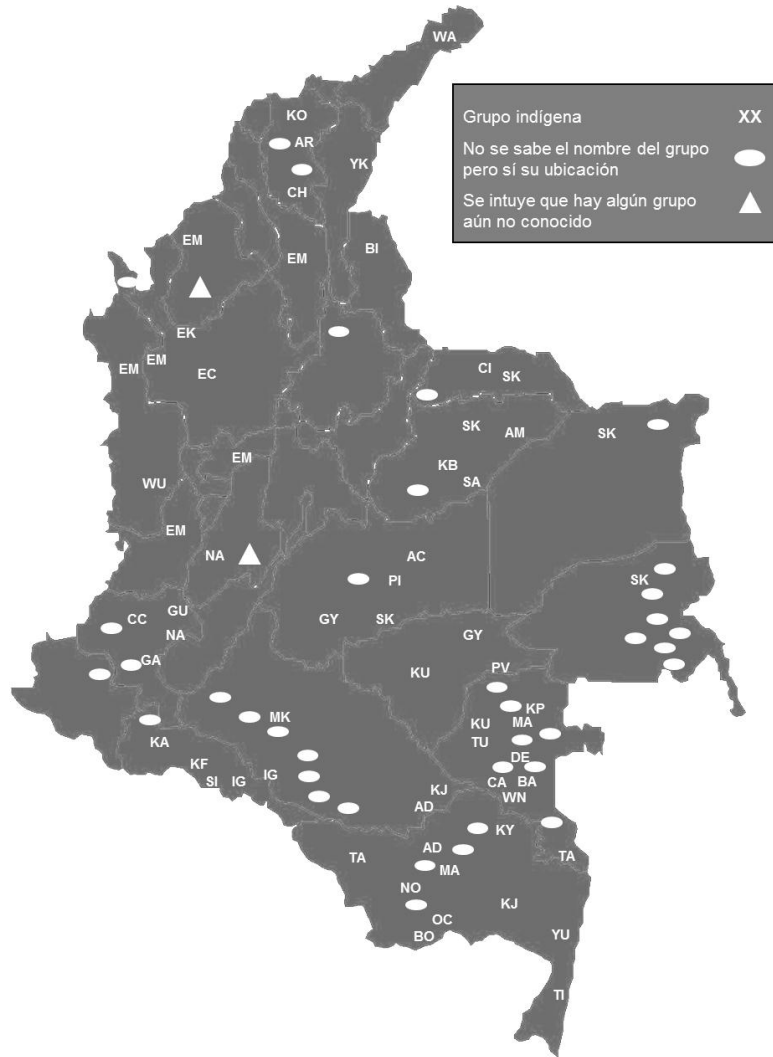 WA
Grupo indígena XX
No se sabe el nombre del grupo
pero sí su ubicación
Se intuye que hay algún grupo
aún no conocido
KO
AR
YK
CH
EM
EM
BI
EK
EM
EM
EC
CI
SK
SK
AM
SK
EM
KB
SA
WU
EM
NA
AC
PI
SK
GU
CC
NA
GY
SK
GY
GA
KU
PV
MK
KU
KP
MA
KA
TU
DE
KF
SI
IG
IG
CA
BA
KJ
WN
AD
KY
AD
TA
MA
TA
NO
KJ
OC
BO
YU
TI